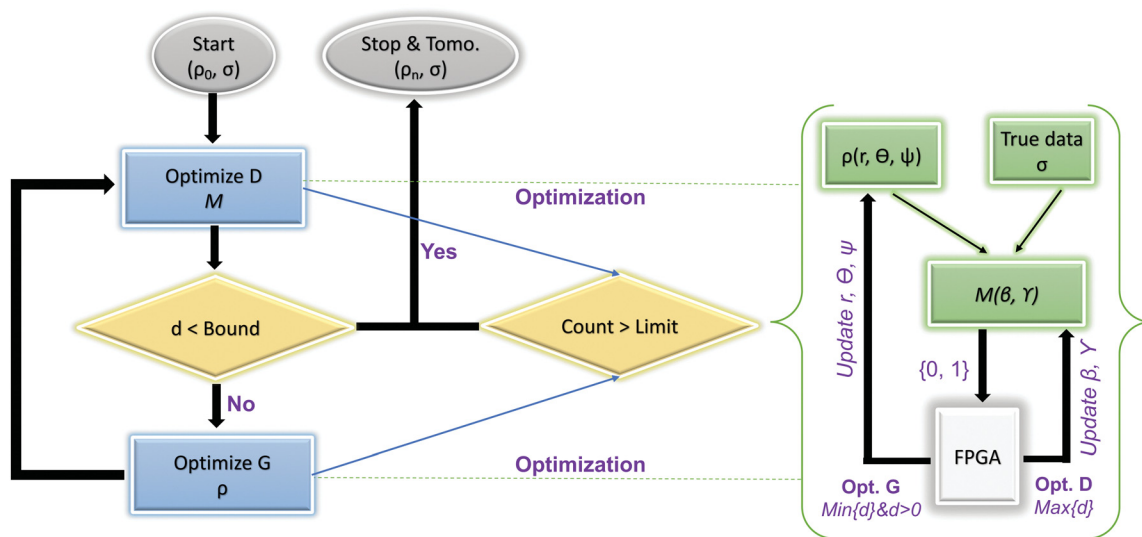 Start
(ρ₀, σ)
Stop & Tomo.
(ρₙ, σ)
Optimize D
M
Optimization
Yes
d < Bound
Count > Limit
No
Optimize G
ρ
Optimization
ρ(r, Ɵ, ψ)
True data
σ
M(β, ϒ)
Update r, Ɵ, ψ
{0, 1}
Update β, ϒ
FPGA
Opt. G
Min{d}&d>0
Opt. D
Max{d}